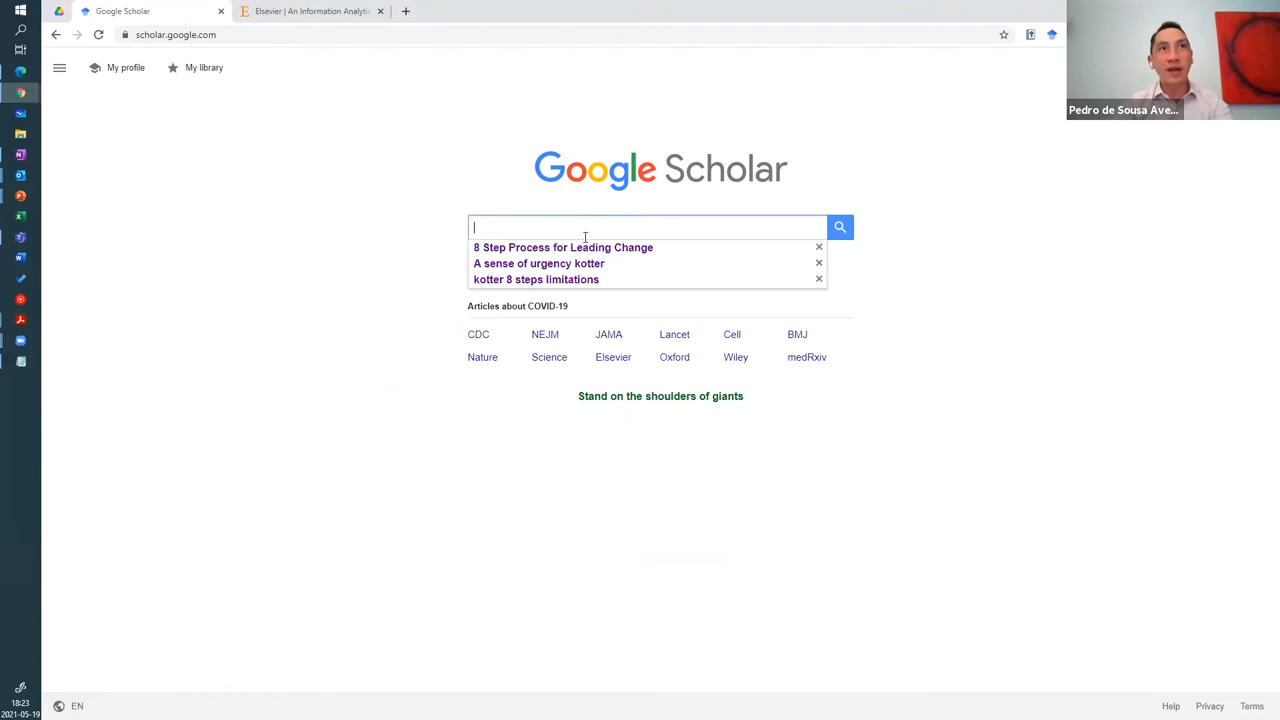 Google Scholar
Elsevier | An Information Analytic
scholar.google.com
My profile
My library
Pedro de Sousa Ave...
Google Scholar
8 Step Process for Leading Change
A sense of urgency kotter
kotter 8 steps limitations
Articles about COVID-19
CDC NEJM JAMA Lancet Cell BMJ
Nature Science Elsevier Oxford Wiley medRxiv
Stand on the shoulders of giants
18:23
2021-05-19
EN
Help Privacy Terms